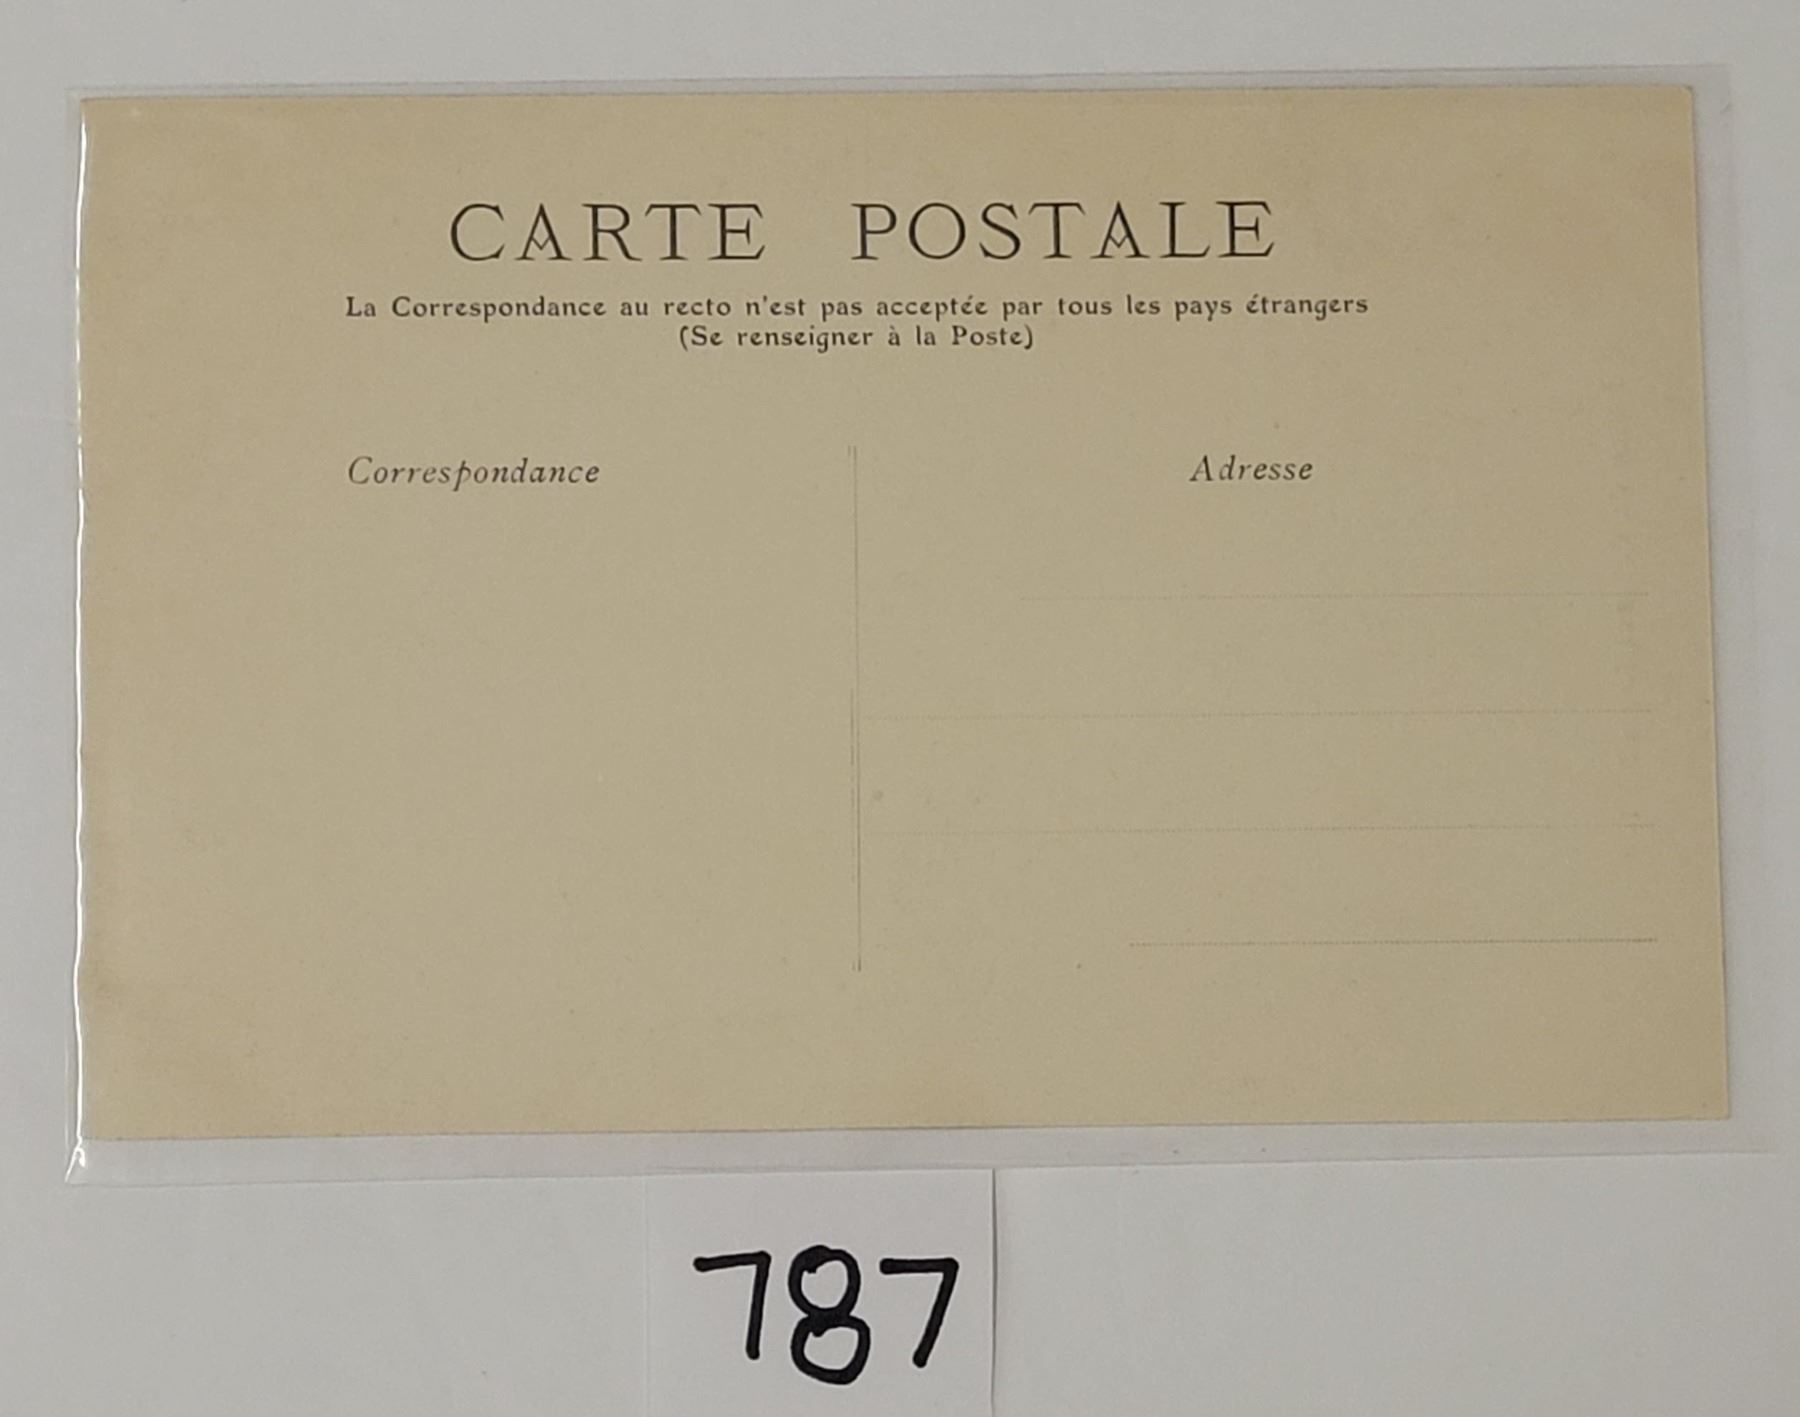 CARTE POSTALE
La Correspondance au recto n'est pas acceptée par tous les pays étrangers
(Se renseigner à la Poste)
Correspondance
Adresse
787